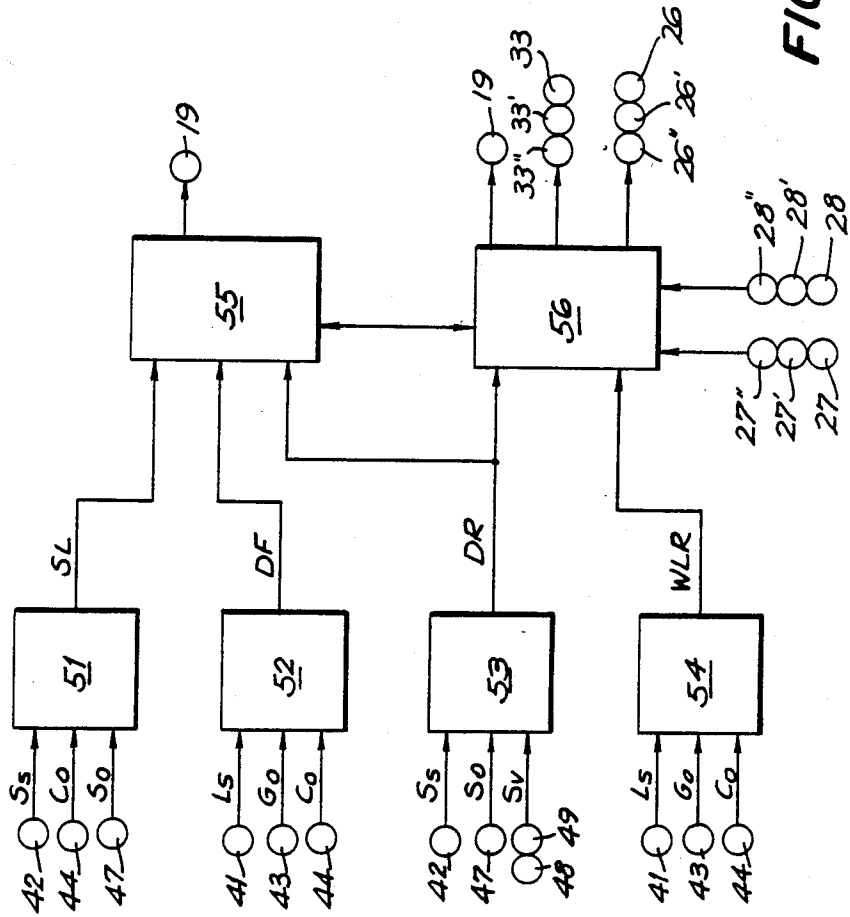 42 Ss
44 Co
47 So
51
SL
41 Ls
43 Go
44 Co
52
DF
55
19
42 Ss
47 So
48 49 Sv
53
DR
41 Ls
43 Go
44 Co
54
WLR
56
19
33" 33' 33
26" 26' 26
27" 28"
27' 28'
27 28